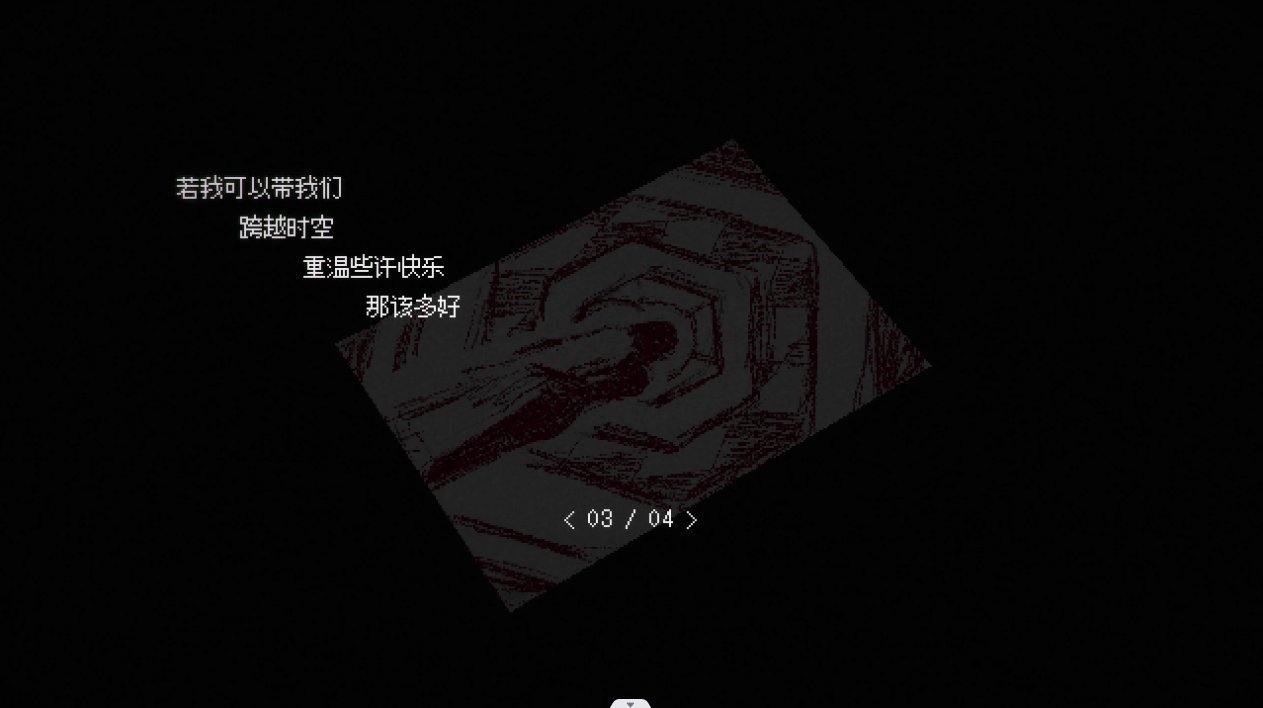 若我可以带我们
跨越时空
重温些许快乐
那该多好
< 03 / 04 >